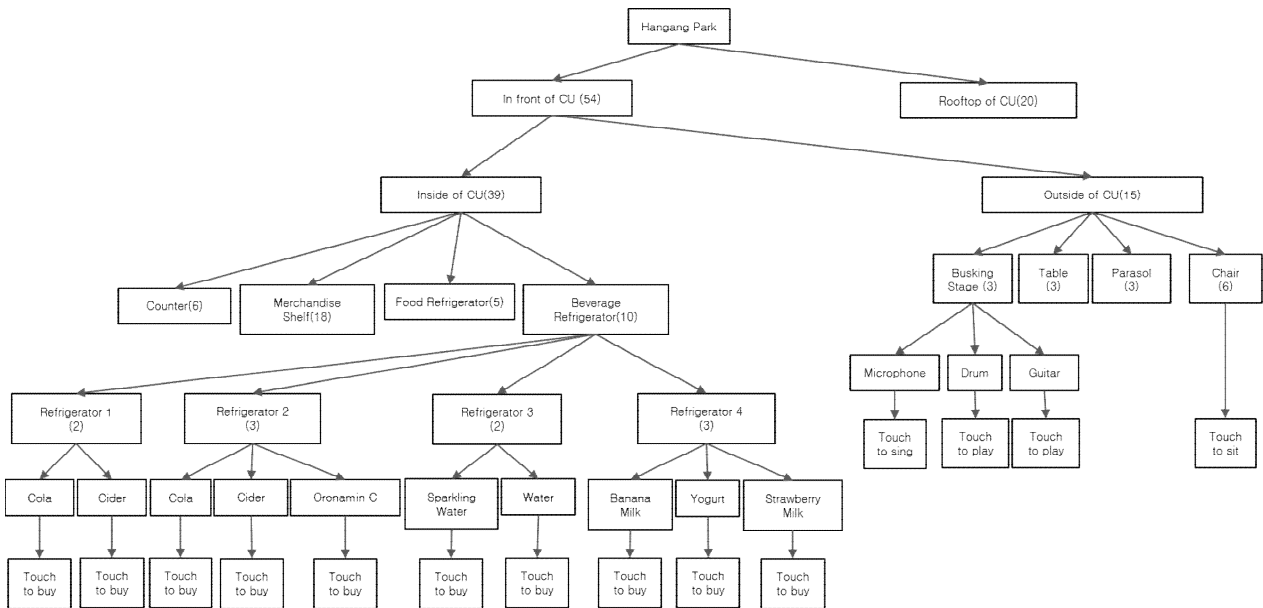 Hangang Park
In front of CU (54)
Rooftop of CU(20)
Inside of CU(39)
Outside of CU(15)
Counter(6)
Merchandise
Shelf(18)
Food Refrigerator(5)
Beverage
Refrigerator(10)
Busking
Stage (3)
Table
(3)
Parasol
(3)
Chair
(6)
Microphone
Drum
Guitar
Touch
to sing
Touch
to play
Touch
to play
Touch
to sit
Refrigerator 1
(2)
Refrigerator 2
(3)
Refrigerator 3
(2)
Refrigerator 4
(3)
Cola
Cider
Cola
Cider
Oronamin C
Sparkling
Water
Water
Banana
Milk
Yogurt
Strawberry
Milk
Touch
to buy
Touch
to buy
Touch
to buy
Touch
to buy
Touch
to buy
Touch
to buy
Touch
to buy
Touch
to buy
Touch
to buy
Touch
to buy